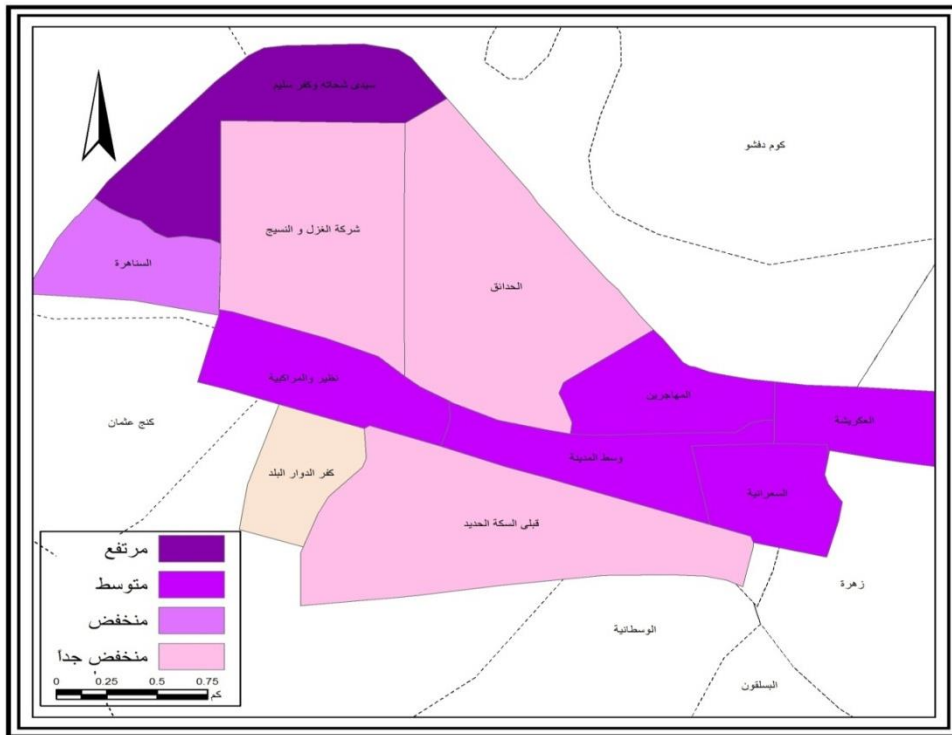 سيدى شحاته وكفر سليم
كوم دفشو
شركة الغزل و النسيج
السناهرة
الحدائق
المهاجرين
العكريشة
كنج عثمان
كفر الدوار البلد
وسط المدينة
السعرانية
قبلى السكة الحديد
زهرة
الوسطانية
البسلقون
مرتفع
متوسط
منخفض
منخفض جداً
0 0.25 0.5 0.75
كم